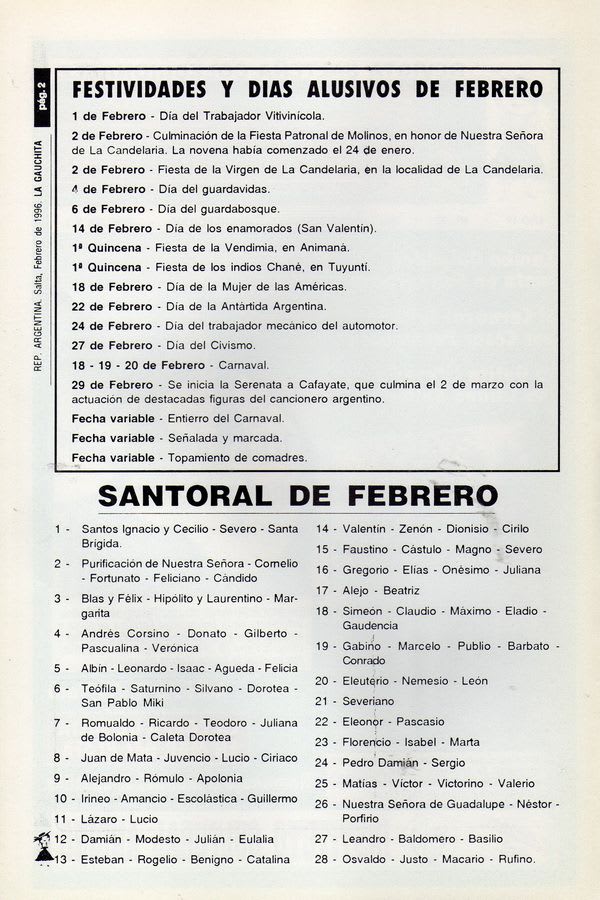 pág. 2
REP. ARGENTINA. Salta, Febrero de 1996. LA GAUCHITA
FESTIVIDADES Y DIAS ALUSIVOS DE FEBRERO
1 de Febrero - Día del Trabajador Vitivinícola.
2 de Febrero - Culminación de la Fiesta Patronal de Molinos, en honor de Nuestra Señora
de La Candelaria. La novena había comenzado el 24 de enero.
2 de Febrero - Fiesta de la Virgen de La Candelaria, en la localidad de La Candelaria.
4 de Febrero - Día del guardavidas.
6 de Febrero - Día del guardabosque.
14 de Febrero - Día de los enamorados (San Valentín).
1ª Quincena - Fiesta de la Vendimia, en Animaná.
1ª Quincena - Fiesta de los indios Chané, en Tuyuntí.
18 de Febrero - Día de la Mujer de las Américas.
22 de Febrero - Día de la Antártida Argentina.
24 de Febrero - Día del trabajador mecánico del automotor.
27 de Febrero - Día del Civismo.
18 - 19 - 20 de Febrero - Carnaval.
29 de Febrero - Se inicia la Serenata a Cafayate, que culmina el 2 de marzo con la
actuación de destacadas figuras del cancionero argentino.
Fecha variable - Entierro del Carnaval.
Fecha variable - Señalada y marcada.
Fecha variable - Topamiento de comadres.
SANTORAL DE FEBRERO
1 - Santos Ignacio y Cecilio - Severo - Santa
Brígida.
2 - Purificación de Nuestra Señora - Cornelio
- Fortunato - Feliciano - Cándido
3 - Blas y Félix - Hipólito y Laurentino - Mar-
garita
4 - Andrés Corsino - Donato - Gilberto -
Pascualina - Verónica
5 - Albín - Leonardo - Isaac - Agueda - Felicia
6 - Teófila - Saturnino - Silvano - Dorotea -
San Pablo Miki
7 - Romualdo - Ricardo - Teodoro - Juliana
de Bolonia - Caleta Dorotea
8 - Juan de Mata - Juvencio - Lucio - Ciriaco
9 - Alejandro - Rómulo - Apolonia
10 - Irineo - Amancio - Escolástica - Guillermo
11 - Lázaro - Lucio
12 - Damián - Modesto - Julián - Eulalia
13 - Esteban - Rogelio - Benigno - Catalina
14 - Valentín - Zenón - Dionisio - Cirilo
15 - Faustino - Cástulo - Magno - Severo
16 - Gregorio - Elías - Onésimo - Juliana
17 - Alejo - Beatriz
18 - Simeón - Claudio - Máximo - Eladio -
Gaudencia
19 - Gabino - Marcelo - Publio - Barbato -
Conrado
20 - Eleuterio - Nemesio - León
21 - Severiano
22 - Eleonor - Pascasio
23 - Florencio - Isabel - Marta
24 - Pedro Damián - Sergio
25 - Matías - Víctor - Victorino - Valerio
26 - Nuestra Señora de Guadalupe - Néstor -
Porfirio
27 - Leandro - Baldomero - Basilio
28 - Osvaldo - Justo - Macario - Rufino.